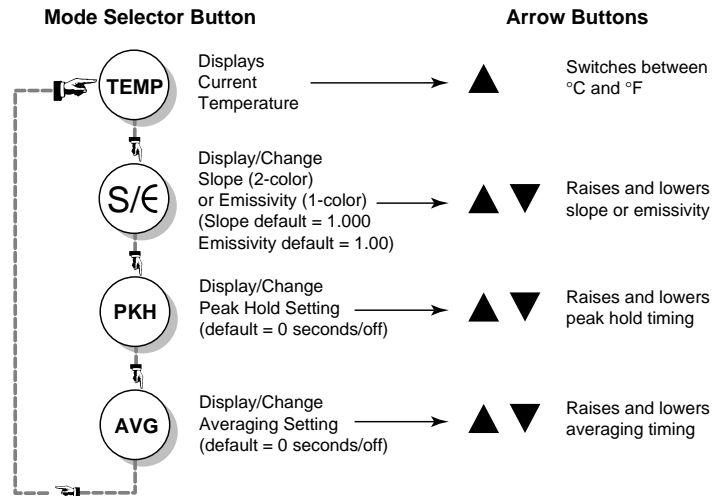 Mode Selector Button
Arrow Buttons
TEMP
Displays
Current
Temperature
Switches between
°C and °F
S/Є
Display/Change
Slope (2-color)
or Emissivity (1-color)
(Slope default = 1.000
Emissivity default = 1.00)
Raises and lowers
slope or emissivity
PKH
Display/Change
Peak Hold Setting
(default = 0 seconds/off)
Raises and lowers
peak hold timing
AVG
Display/Change
Averaging Setting
(default = 0 seconds/off)
Raises and lowers
averaging timing